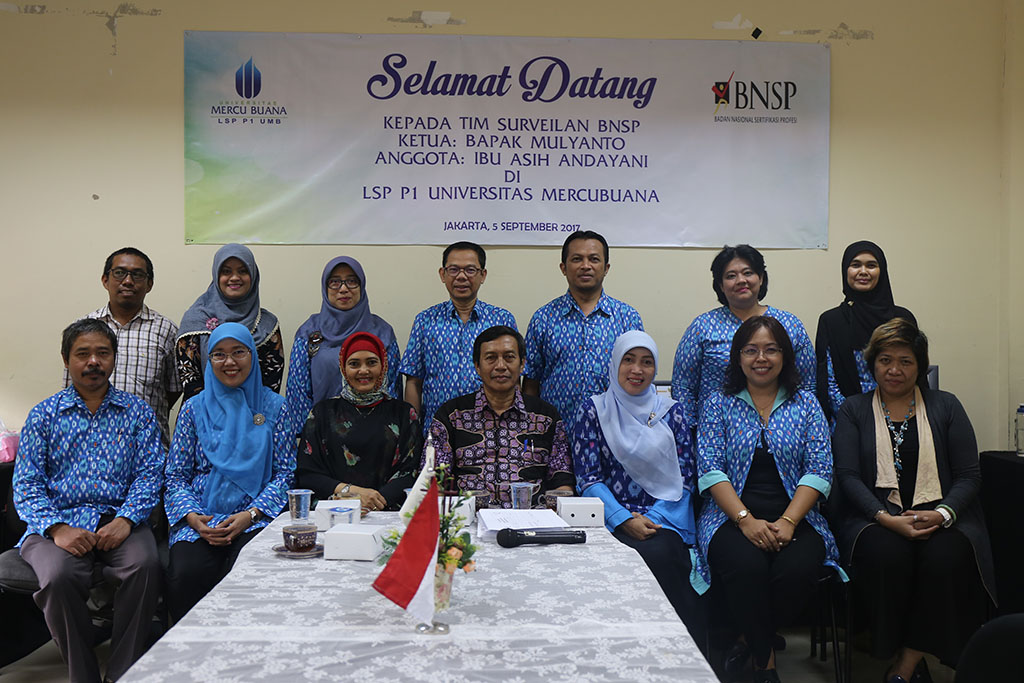 UNIVERSITAS
MERCU BUANA
LSP P1 UMB
Selamat Datang
BNSP
BADAN NASIONAL SERTIFIKASI PROFESI
KEPADA TIM SURVEILAN BNSP
KETUA: BAPAK MULYANTO
ANGGOTA: IBU ASIH ANDAYANI
DI
LSP P1 UNIVERSITAS MERCUBUANA
JAKARTA, 5 SEPTEMBER 2017